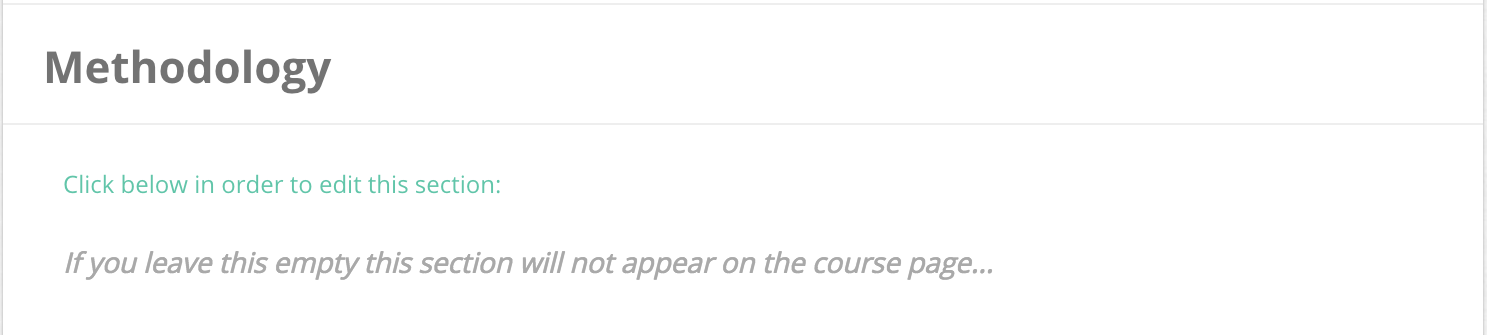 Methodology
Click below in order to edit this section:
If you leave this empty this section will not appear on the course page...